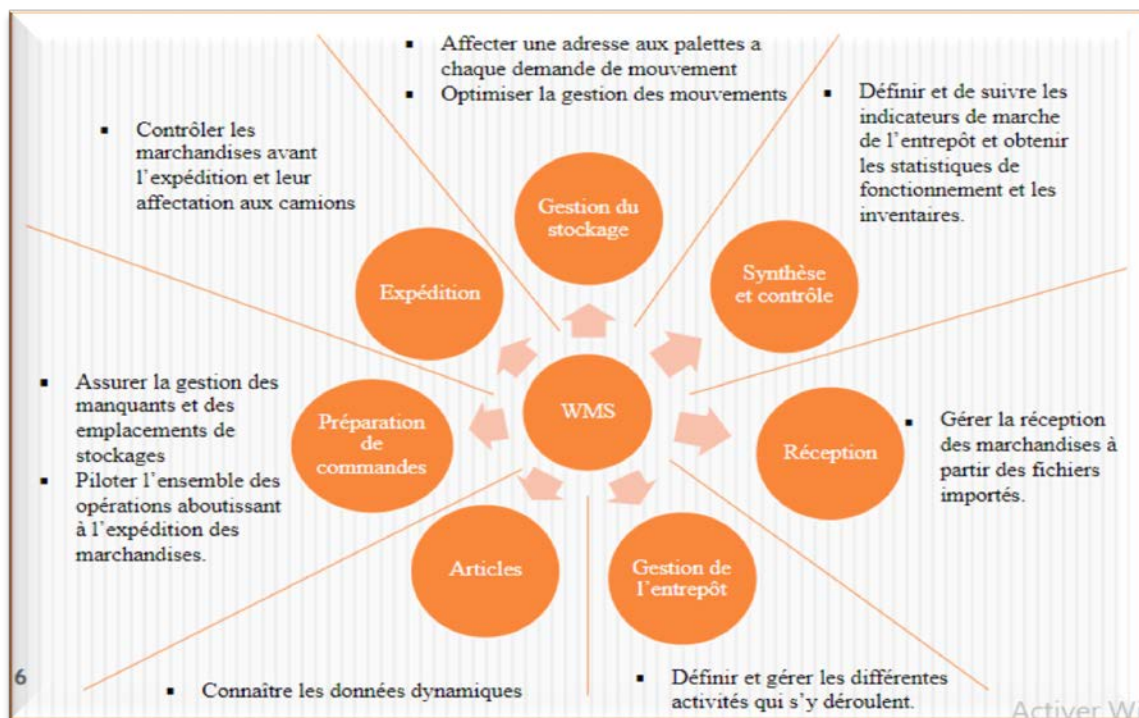 ▪ Affecter une adresse aux palettes a
chaque demande de mouvement
▪ Optimiser la gestion des mouvements
▪ Définir et de suivre les
indicateurs de marche
de l'entrepôt et obtenir
les statistiques de
fonctionnement et les
inventaires.
▪ Contrôler les
marchandises avant
l'expédition et leur
affectation aux camions
Gestion du
stockage
Synthèse
et contrôle
Expédition
WMS
▪ Assurer la gestion des
manquants et des
emplacements de
stockages
▪ Piloter l'ensemble des
opérations aboutissant
à l'expédition des
marchandises.
Préparation
de
commandes
Réception
▪ Gérer la réception
des marchandises à
partir des fichiers
importés.
Articles
Gestion de
l'entrepôt
6
▪ Connaître les données dynamiques
▪ Définir et gérer les différentes
activités qui s'y déroulent.
Activer